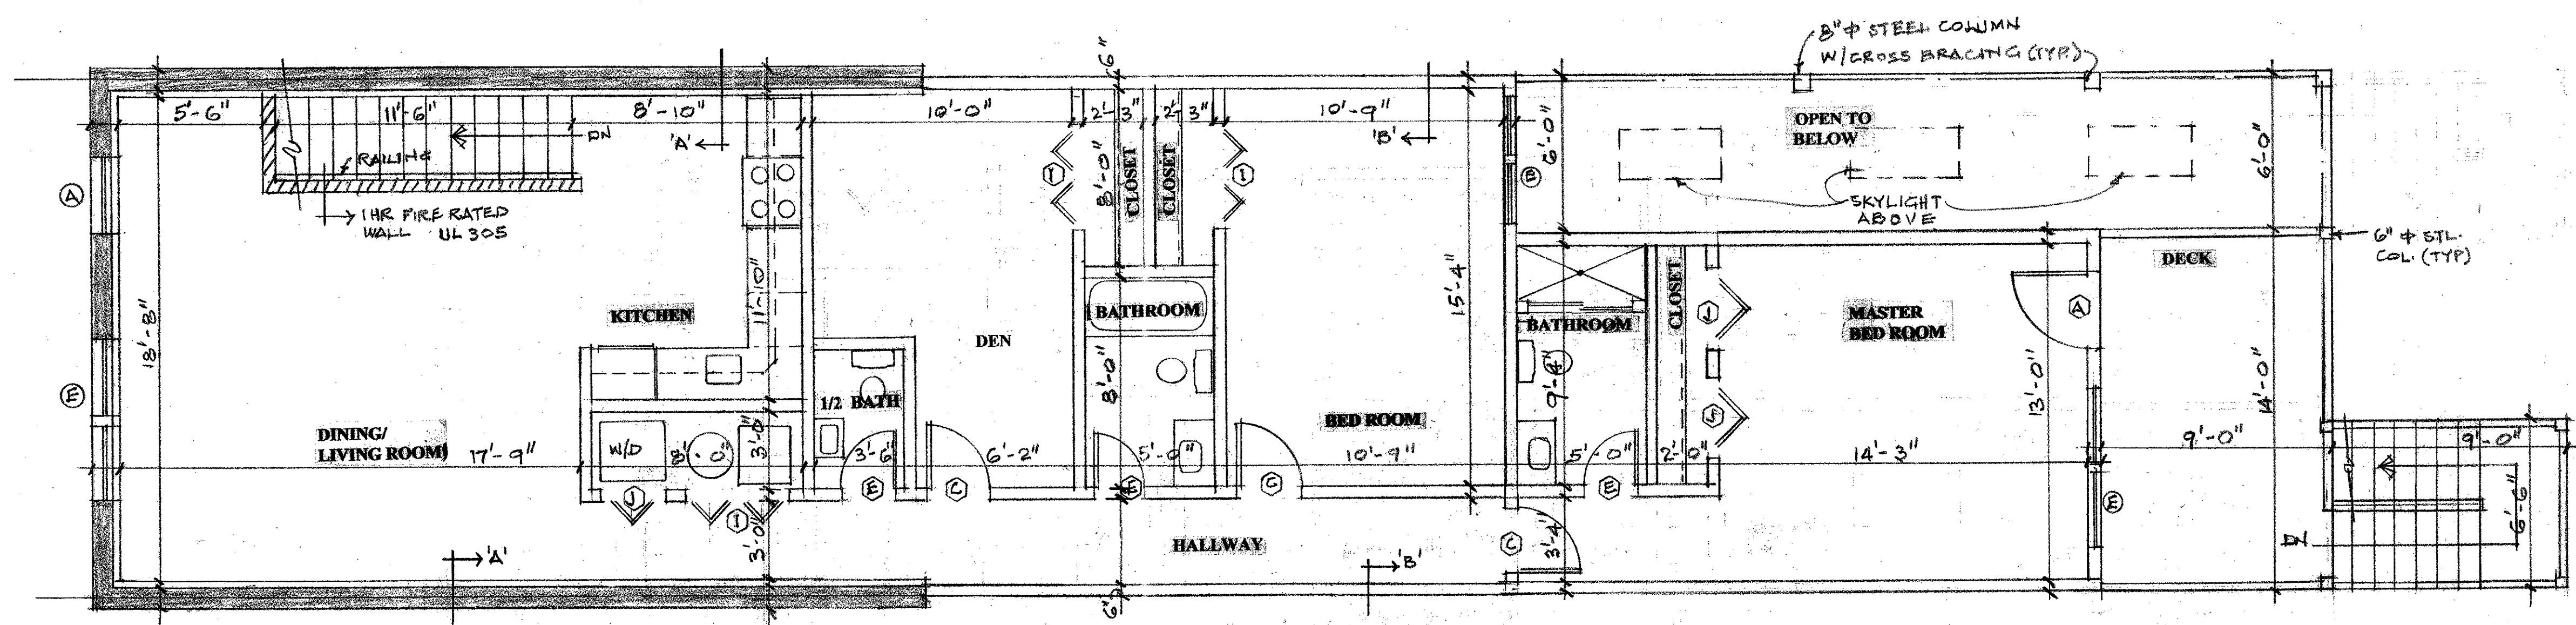 8" ⌀ STEEL COLUMN
W/CROSS BRACING (TYP.)
6"
5'-6"
11'-6"
8'-10"
10'-0"
2'-3"
2'-3"
10'-9"
6'-0"
OPEN TO
BELOW
6'-0"
DN
'A'
'B'
RAILING
1 HR FIRE RATED
WALL UL 305
A
I
8'-0"
CLOSET
CLOSET
I
B
SKYLIGHT
ABOVE
6" ⌀ STL.
COL. (TYP)
DECK
18'-8"
KITCHEN
11'-10"
DEN
BATHROOM
15'-4"
BATHROOM
CLOSET
J
MASTER
BED ROOM
A
E
1/2 BATH
8'-0"
BED ROOM
9'-4"
J
13'-0"
14'-0"
DINING/
LIVING ROOM
17'-9"
W/D
8'-0"
3'-0"
3'-6"
6'-2"
5'-0"
10'-9"
5'-0"
2'-0"
14'-3"
9'-0"
9'-0"
J
I
E
C
E
C
E
E
6'-6"
3'-0"
HALLWAY
C
3'-4"
'A'
'B'
6"